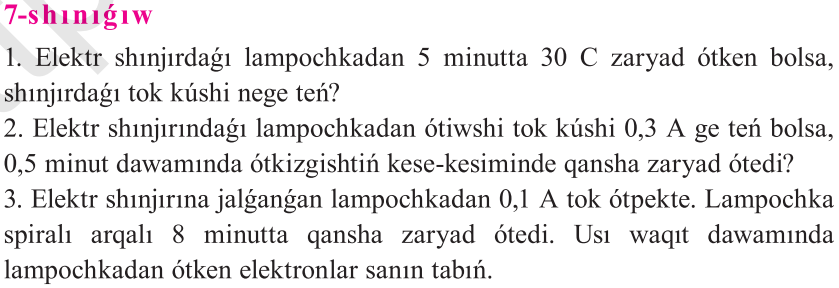 7-shınıǵıw
1. Elektr shınjırdaǵı lampochkadan 5 minutta 30 C zaryad ótken bolsa,
shınjırdaǵı tok kúshi nege teń?
2. Elektr shınjırındaǵı lampochkadan ótiwshi tok kúshi 0,3 A ge teń bolsa,
0,5 minut dawamında ótkizgishtiń kese-kesiminde qansha zaryad ótedi?
3. Elektr shınjırına jalǵanǵan lampochkadan 0,1 A tok ótpekte. Lampochka
spiralı arqalı 8 minutta qansha zaryad ótedi. Usı waqıt dawamında
lampochkadan ótken elektronlar sanın tabıń.